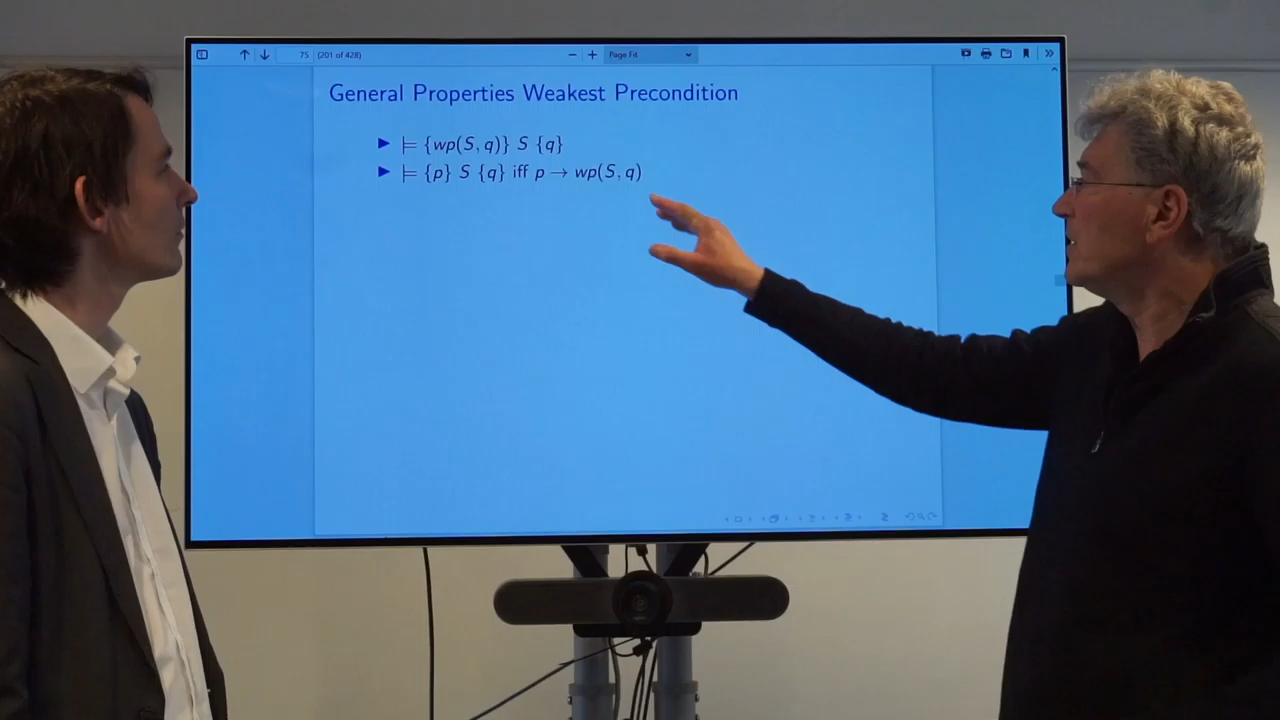 75 (201 of 428) Page Fit
General Properties Weakest Precondition
▶ ⊨ {wp(S, q)} S {q}
▶ ⊨ {p} S {q} iff p → wp(S, q)